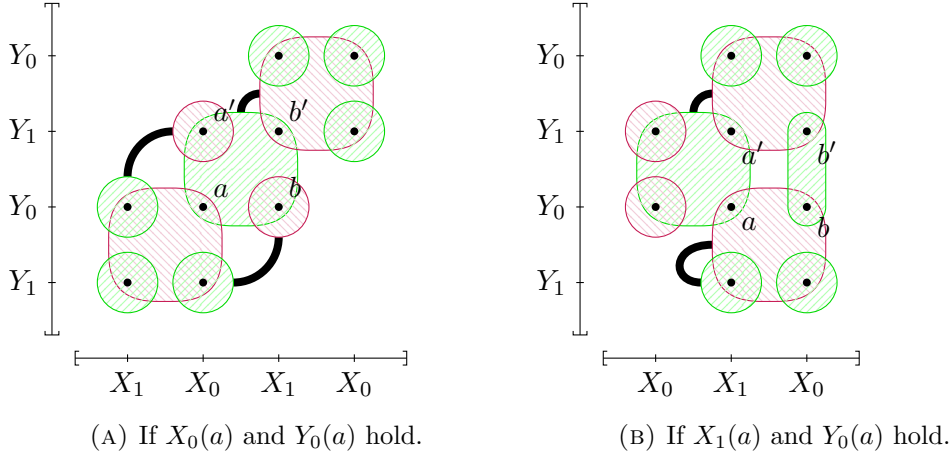 Y₀ Y₀
Y₁ a′ b′ Y₁ a′ b′
Y₀ a b Y₀ a b
Y₁ Y₁
X₁ X₀ X₁ X₀ X₀ X₁ X₀
(A) If X₀(a) and Y₀(a) hold. (B) If X₁(a) and Y₀(a) hold.